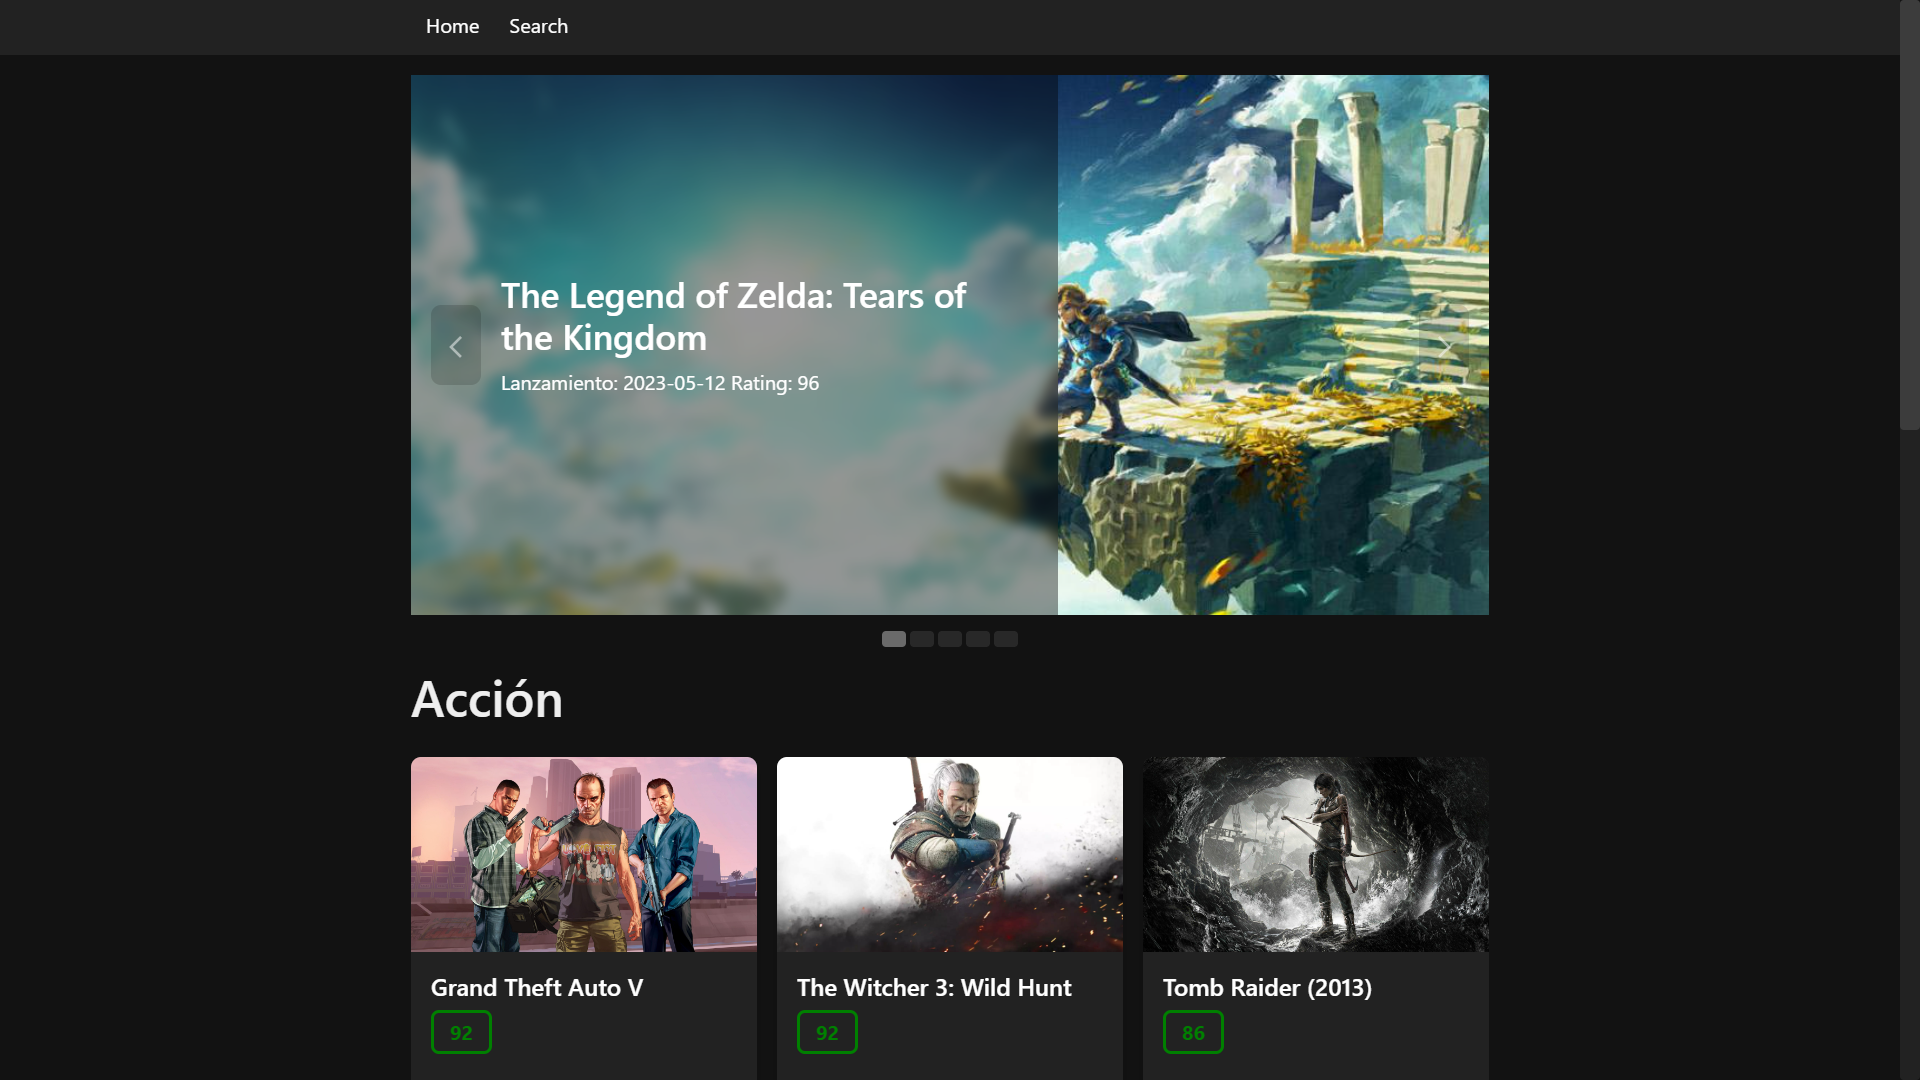 Home Search
The Legend of Zelda: Tears of
the Kingdom
Lanzamiento: 2023-05-12 Rating: 96
Acción
Grand Theft Auto V
92
The Witcher 3: Wild Hunt
92
Tomb Raider (2013)
86